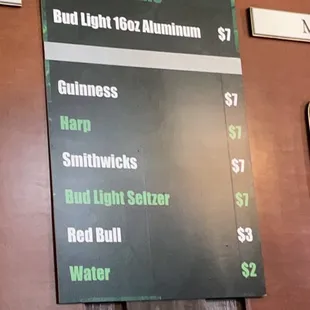 Bud Light 16oz Aluminum $7
Guinness $7
Harp $7
Smithwicks $7
Bud Light Seltzer $7
Red Bull $3
Water $2